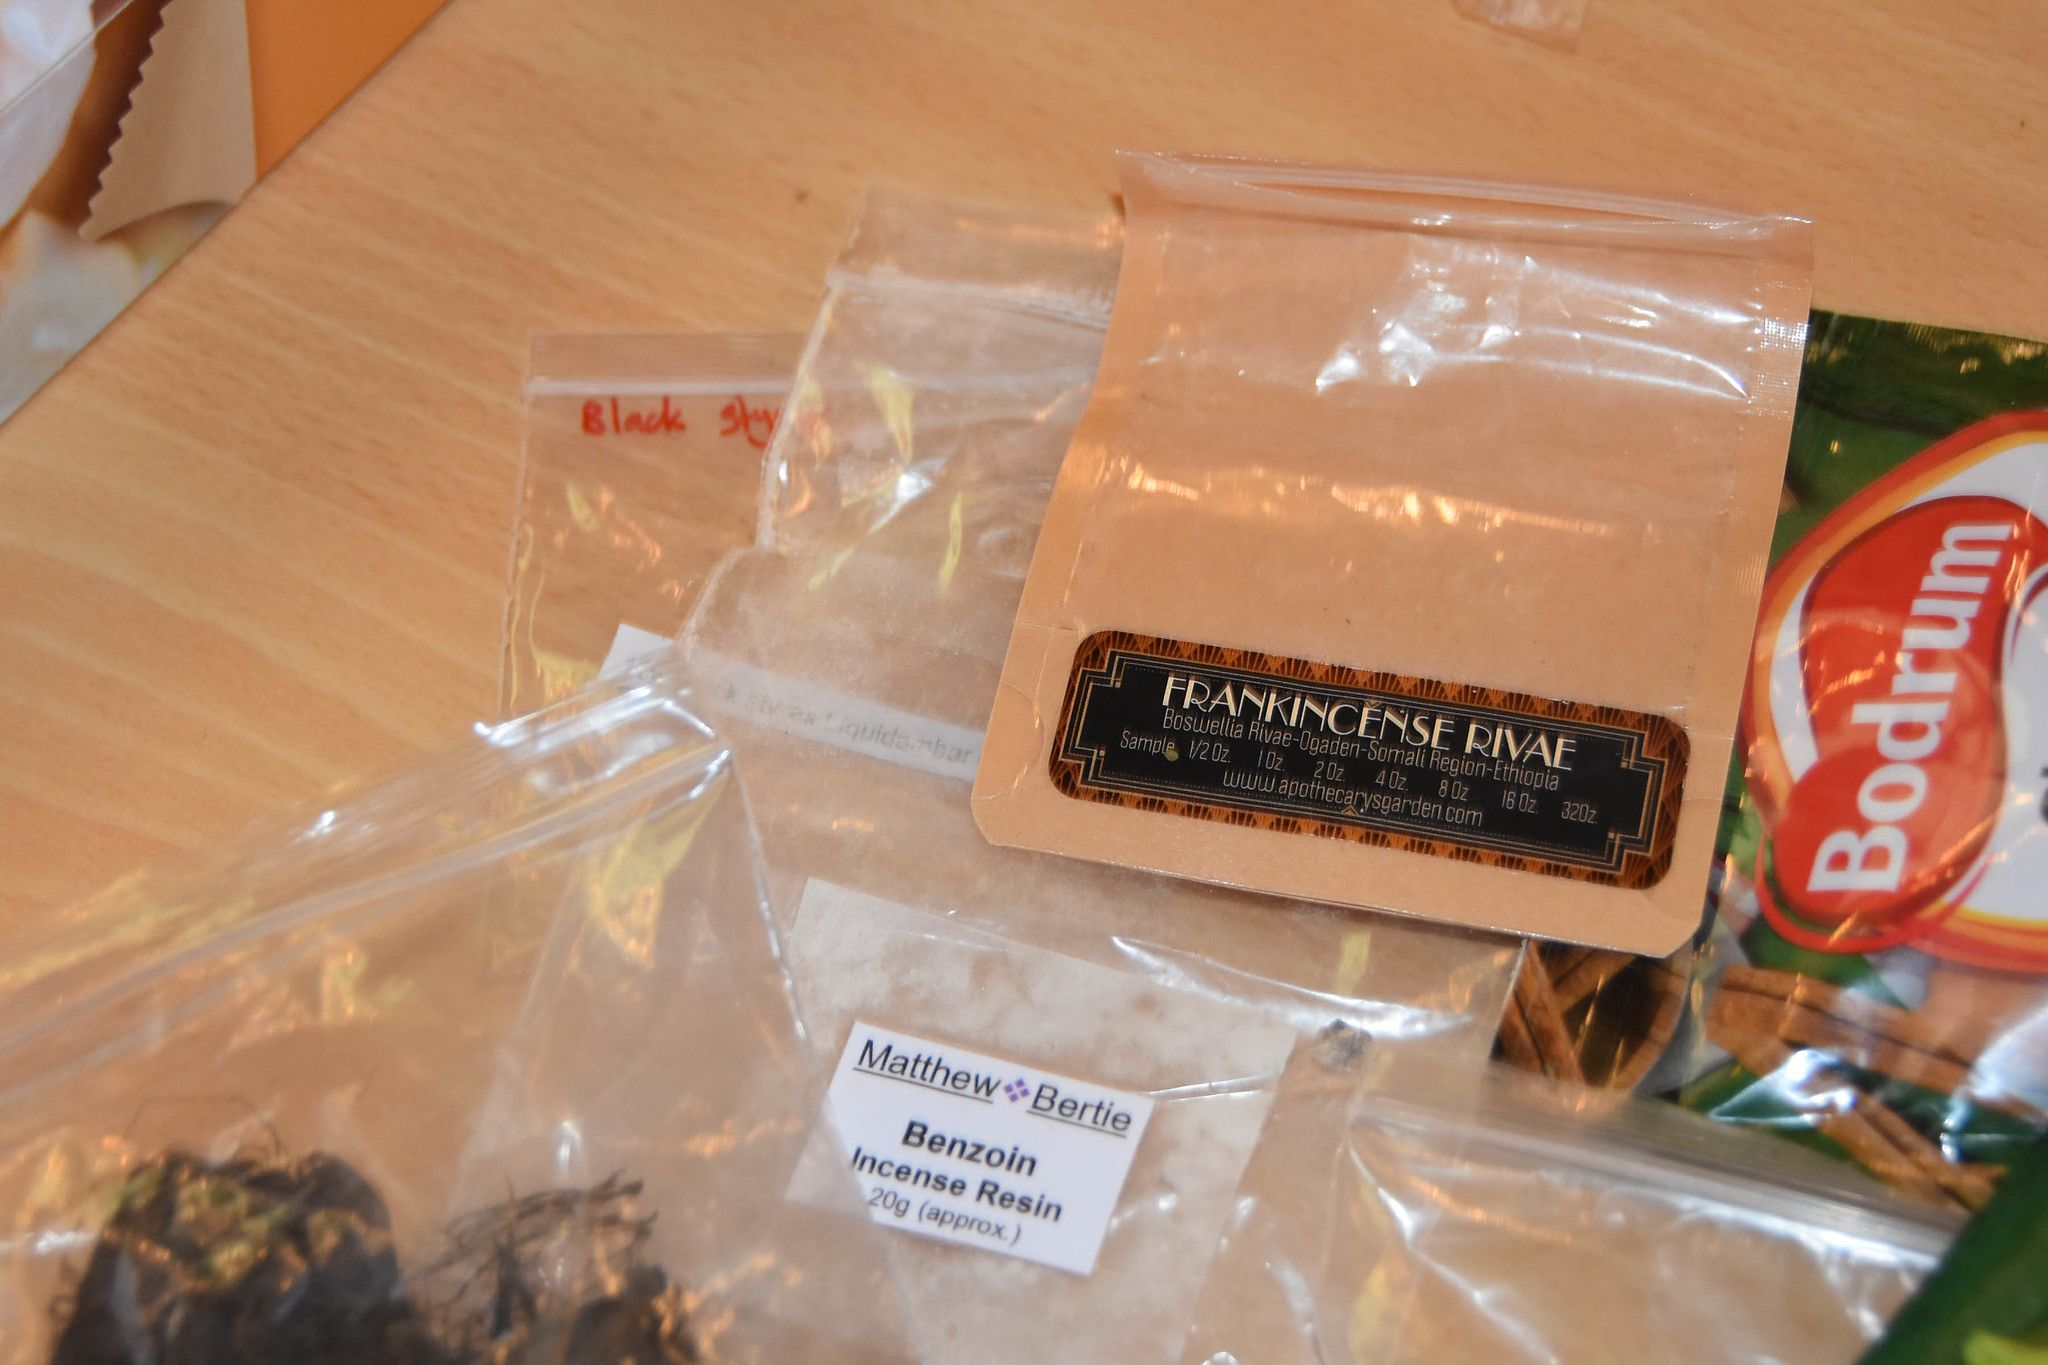 Black
FRANKINCENSE RIVAE
Boswellia Rivae-Ogaden-Somali Region-Ethiopia
Sample 1/2 Oz. 1 Oz. 2 Oz. 4 Oz. 8 Oz 16 Oz. 32Oz.
www.apothecarysgarden.com
Bodrum
styrax Liquidambar
Matthew Bertie
Benzoin
Incense Resin
20g (approx.)